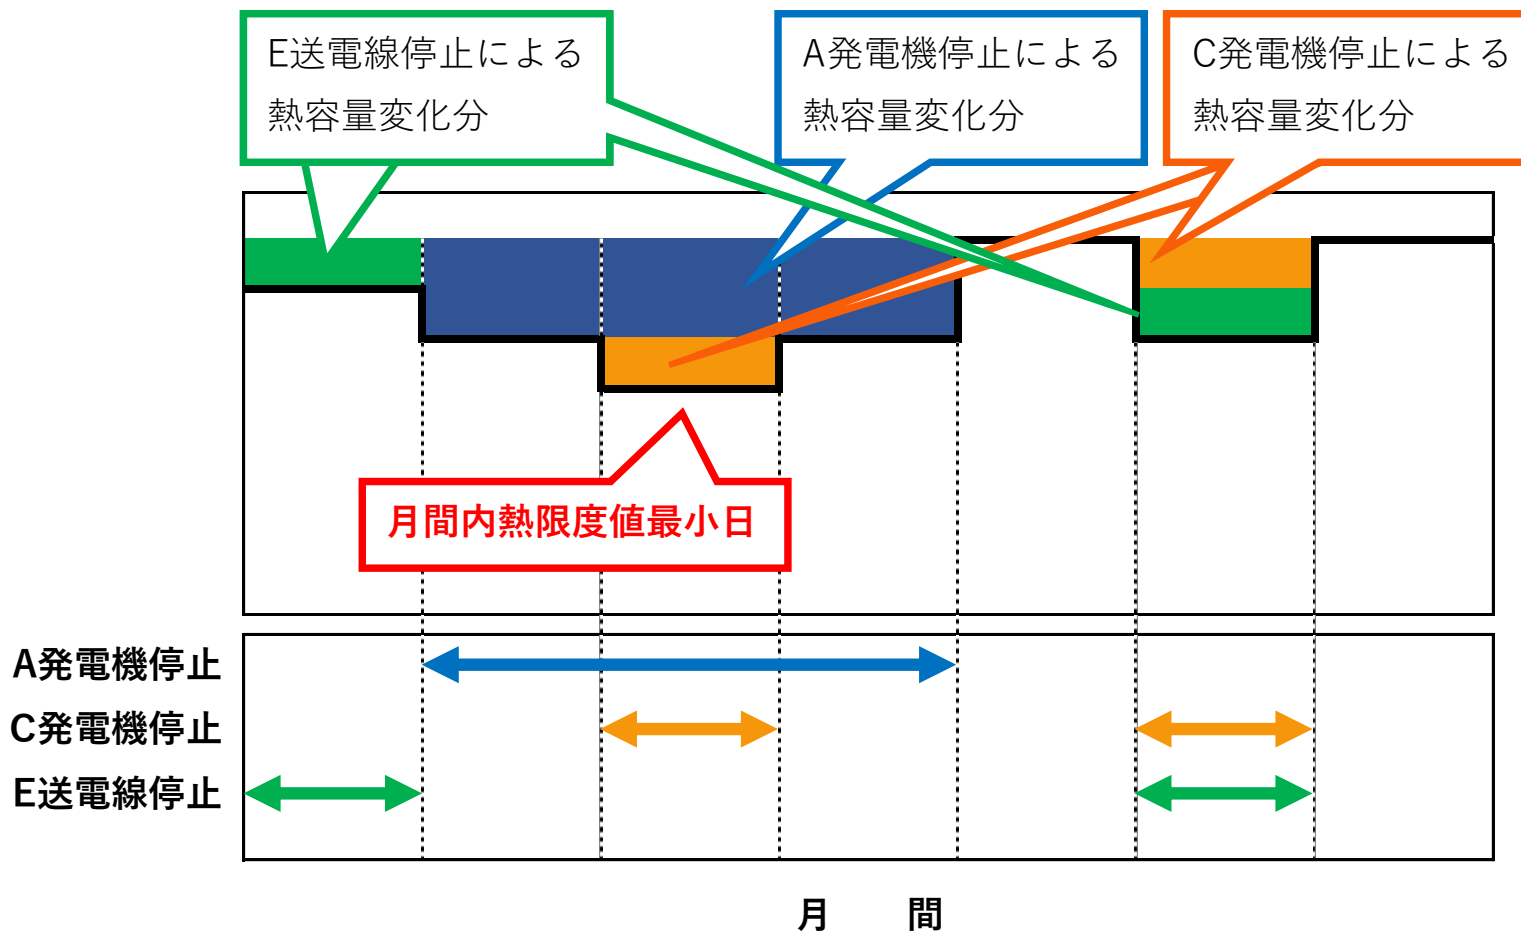 E送電線停止による
熱容量変化分
A発電機停止による
熱容量変化分
C発電機停止による
熱容量変化分
月間内熱限度値最小日
A発電機停止
C発電機停止
E送電線停止
月　　間